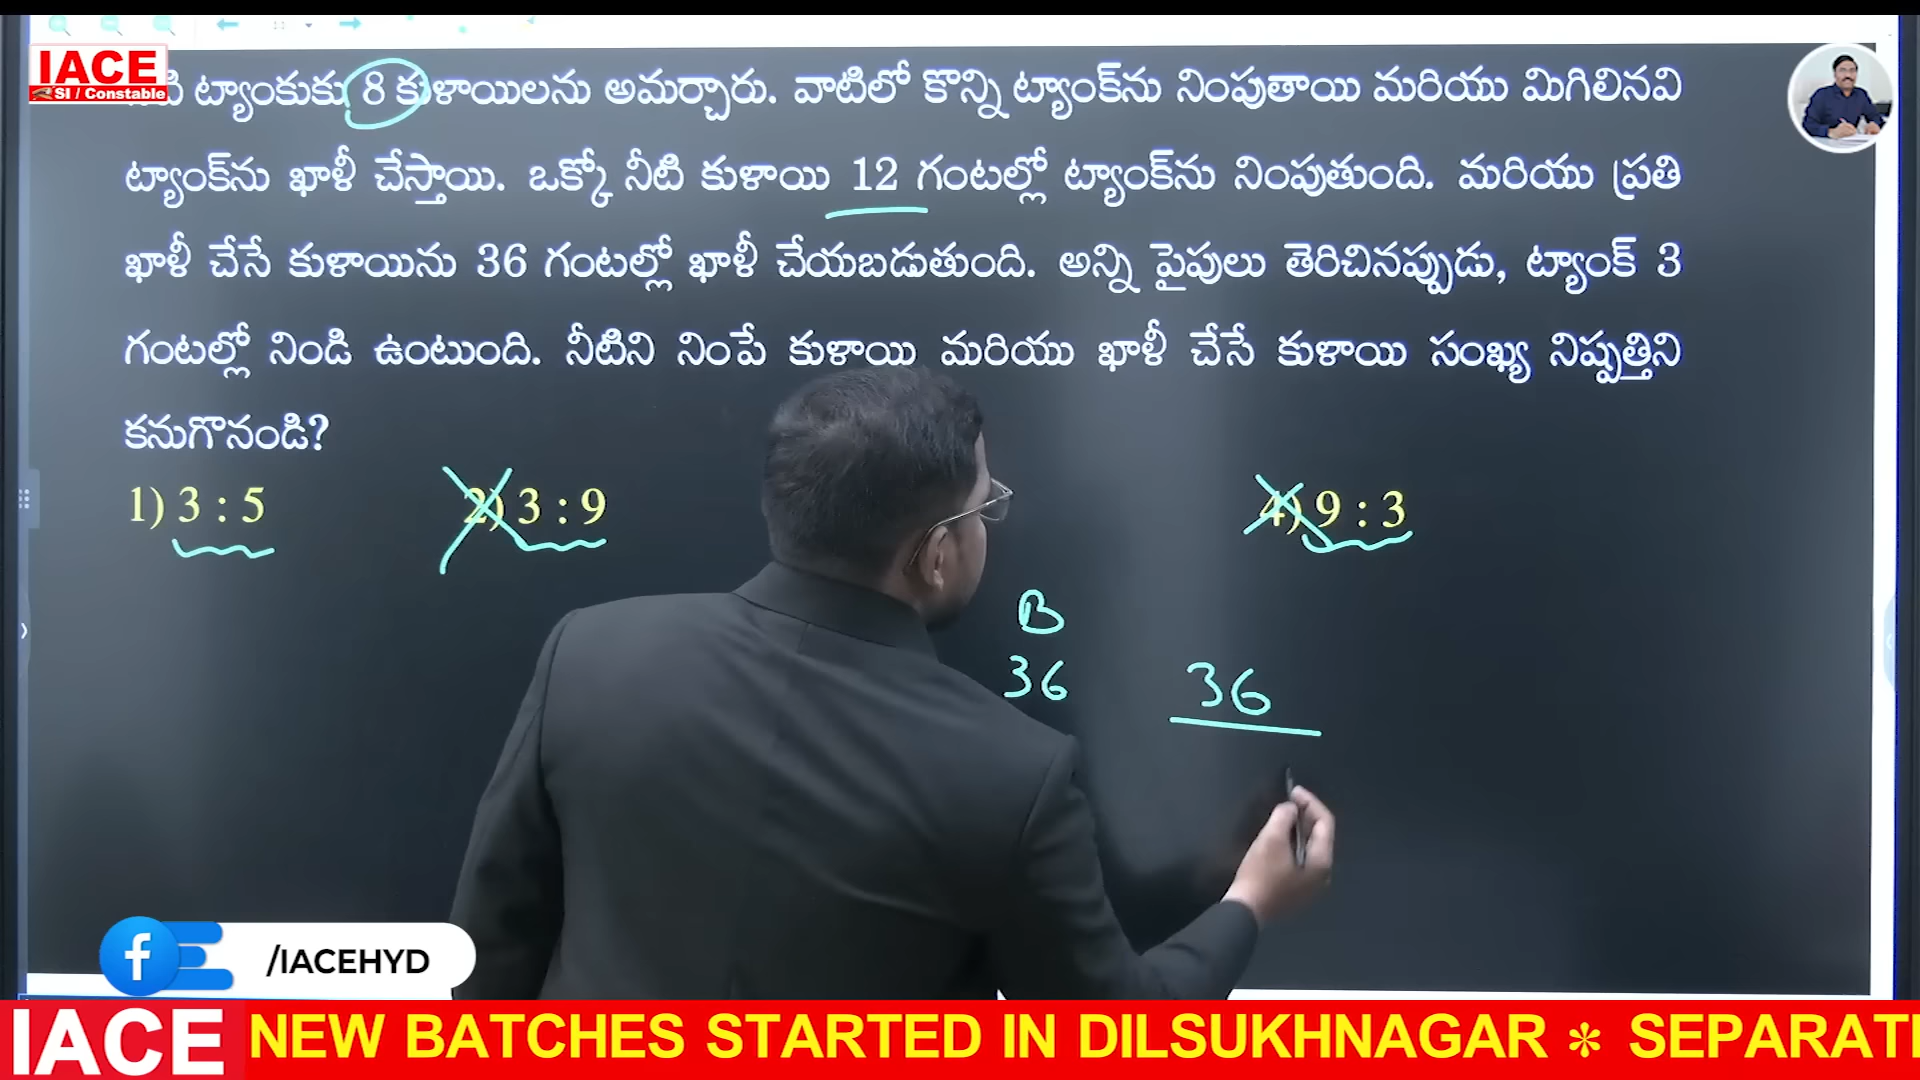 IACE
SI / Constable
ట్యాంకుకు 8 కుళాయిలను అమర్చారు. వాటిలో కొన్ని ట్యాంక్‌ను నింపుతాయి మరియు మిగిలినవి
ట్యాంక్‌ను ఖాళీ చేస్తాయి. ఒక్కో నీటి కుళాయి 12 గంటల్లో ట్యాంక్‌ను నింపుతుంది. మరియు ప్రతి
ఖాళీ చేసే కుళాయిను 36 గంటల్లో ఖాళీ చేయబడుతుంది. అన్ని పైపులు తెరిచినప్పుడు, ట్యాంక్ 3
గంటల్లో నిండి ఉంటుంది. నీటిని నింపే కుళాయి మరియు ఖాళీ చేసే కుళాయి సంఖ్య నిష్పత్తిని
కనుగొనండి?
1) 3 : 5 2) 3 : 9 4) 9 : 3
B
36 36
/IACEHYD
IACE NEW BATCHES STARTED IN DILSUKHNAGAR * SEPARATE